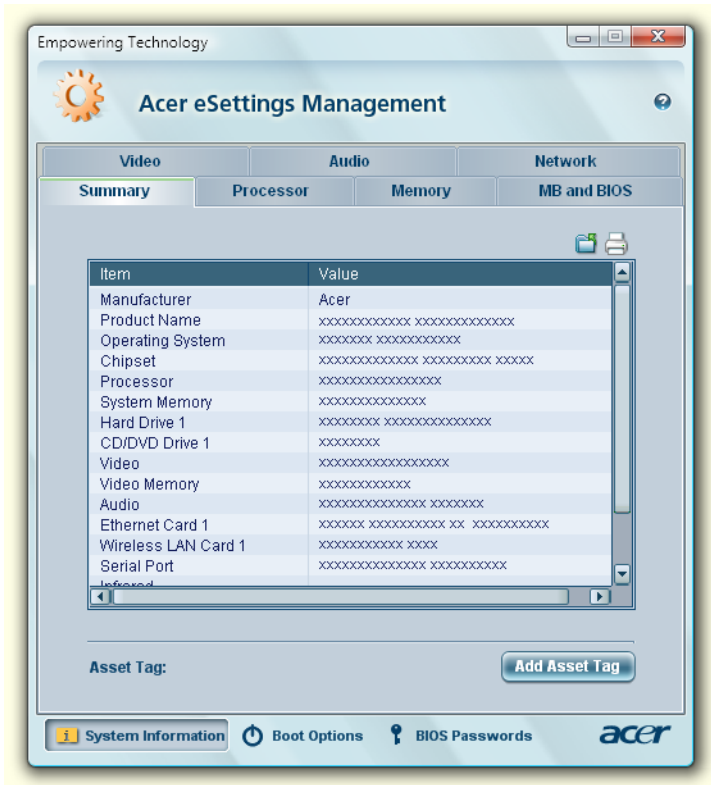 Empowering Technology
Acer eSettings Management
Video Audio Network
Summary Processor Memory MB and BIOS
Item Value
Manufacturer Acer
Product Name xxxxxxxxxxxx xxxxxxxxxxxxx
Operating System xxxxxxx xxxxxxxxxxx
Chipset xxxxxxxxxxxxx xxxxxxxxx xxxxx
Processor xxxxxxxxxxxxxxxx
System Memory xxxxxxxxxxxxxx
Hard Drive 1 xxxxxxxx xxxxxxxxxxxxxx
CD/DVD Drive 1 xxxxxxxx
Video xxxxxxxxxxxxxxxxx
Video Memory xxxxxxxxxxxx
Audio xxxxxxxxxxxxxx xxxxxxx
Ethernet Card 1 xxxxxx xxxxxxxxxx xx xxxxxxxxxx
Wireless LAN Card 1 xxxxxxxxxxx xxxx
Serial Port xxxxxxxxxxxxxx xxxxxxxxxx
Infrared
Asset Tag: Add Asset Tag
System Information Boot Options BIOS Passwords acer